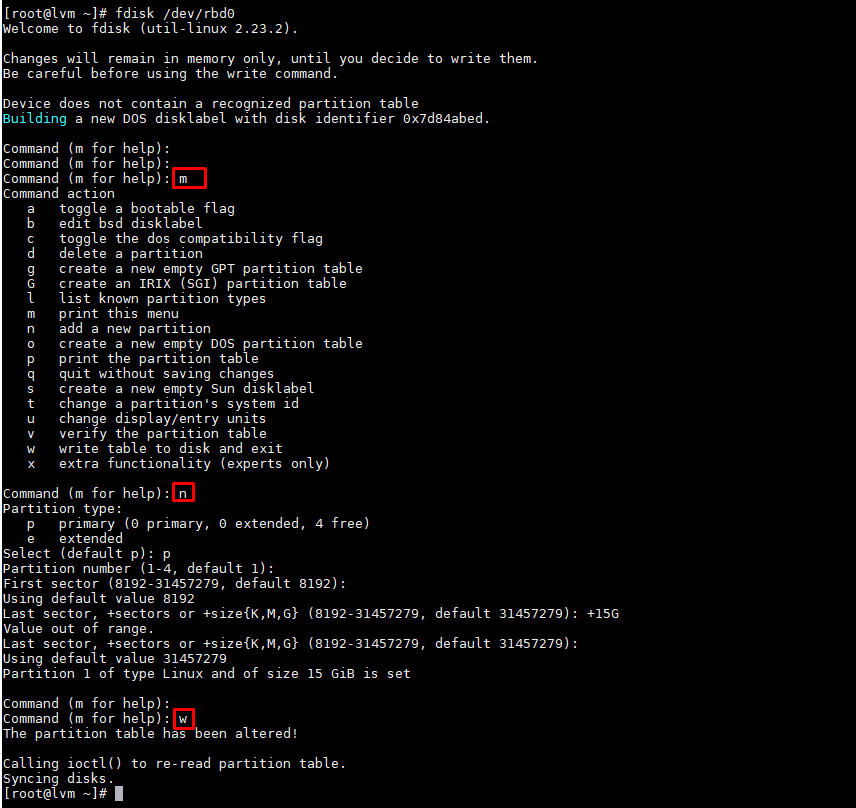 [root@lvm ~]# fdisk /dev/rbd0
Welcome to fdisk (util-linux 2.23.2).
Changes will remain in memory only, until you decide to write them.
Be careful before using the write command.
Device does not contain a recognized partition table
Building a new DOS disklabel with disk identifier 0x7d84abed.
Command (m for help):
Command (m for help):
Command (m for help): m
Command action
   a   toggle a bootable flag
   b   edit bsd disklabel
   c   toggle the dos compatibility flag
   d   delete a partition
   g   create a new empty GPT partition table
   G   create an IRIX (SGI) partition table
   l   list known partition types
   m   print this menu
   n   add a new partition
   o   create a new empty DOS partition table
   p   print the partition table
   q   quit without saving changes
   s   create a new empty Sun disklabel
   t   change a partition's system id
   u   change display/entry units
   v   verify the partition table
   w   write table to disk and exit
   x   extra functionality (experts only)
Command (m for help): n
Partition type:
   p   primary (0 primary, 0 extended, 4 free)
   e   extended
Select (default p): p
Partition number (1-4, default 1):
First sector (8192-31457279, default 8192):
Using default value 8192
Last sector, +sectors or +size{K,M,G} (8192-31457279, default 31457279): +15G
Value out of range.
Last sector, +sectors or +size{K,M,G} (8192-31457279, default 31457279):
Using default value 31457279
Partition 1 of type Linux and of size 15 GiB is set
Command (m for help):
Command (m for help): w
The partition table has been altered!
Calling ioctl() to re-read partition table.
Syncing disks.
[root@lvm ~]#